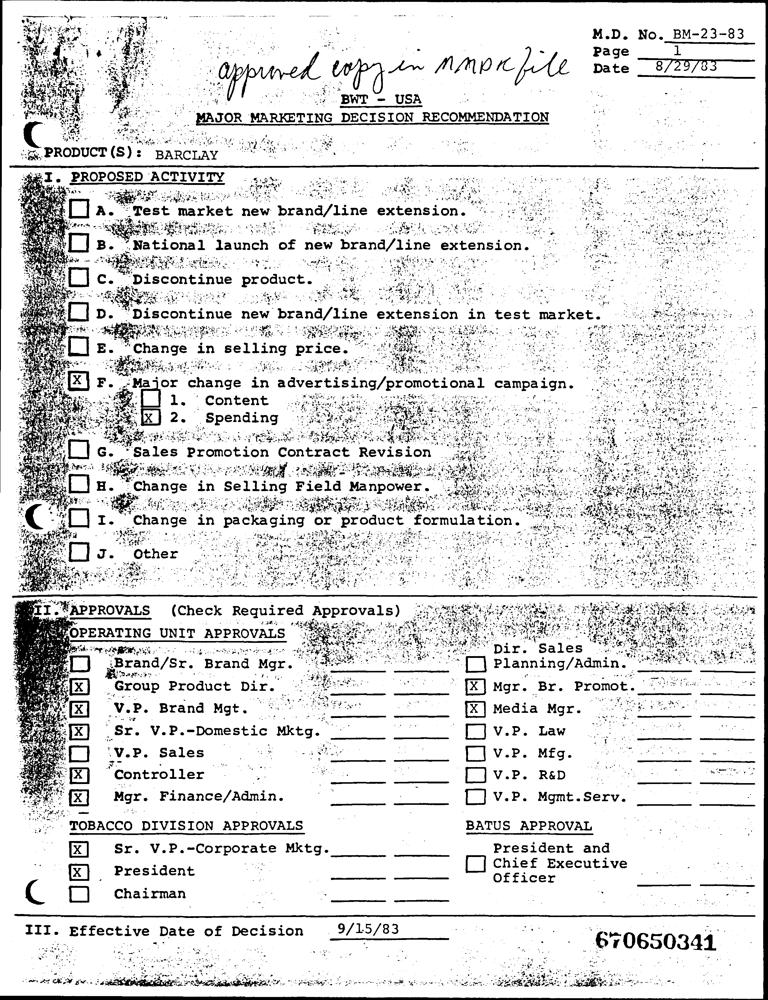 M.D. No. BM-23-83
Page 1
Date 8/29/83
approved copy in MMDR file
BWT - USA
MAJOR MARKETING DECISION RECOMMENDATION
PRODUCT(S): BARCLAY
I. PROPOSED ACTIVITY
A. Test market new brand/line extension.
B. National launch of new brand/line extension.
C. Discontinue product.
D. Discontinue new brand/line extension in test market.
E. Change in selling price.
X F. Major change in advertising/promotional campaign.
1. Content
X 2. Spending
G. Sales Promotion Contract Revision
H. Change in Selling Field Manpower.
I. Change in packaging or product formulation.
J. Other
II. APPROVALS (Check Required Approvals)
OPERATING UNIT APPROVALS
Brand/Sr. Brand Mgr.
X Group Product Dir.
X V.P. Brand Mgt.
X Sr. V.P.-Domestic Mktg.
V.P. Sales
X Controller
X Mgr. Finance/Admin.
Dir. Sales
Planning/Admin.
X Mgr. Br. Promot.
X Media Mgr.
V.P. Law
V.P. Mfg.
V.P. R&D
V.P. Mgmt.Serv.
TOBACCO DIVISION APPROVALS
X Sr. V.P.-Corporate Mktg.
X President
Chairman
BATUS APPROVAL
President and
Chief Executive
Officer
III. Effective Date of Decision 9/15/83
670650341